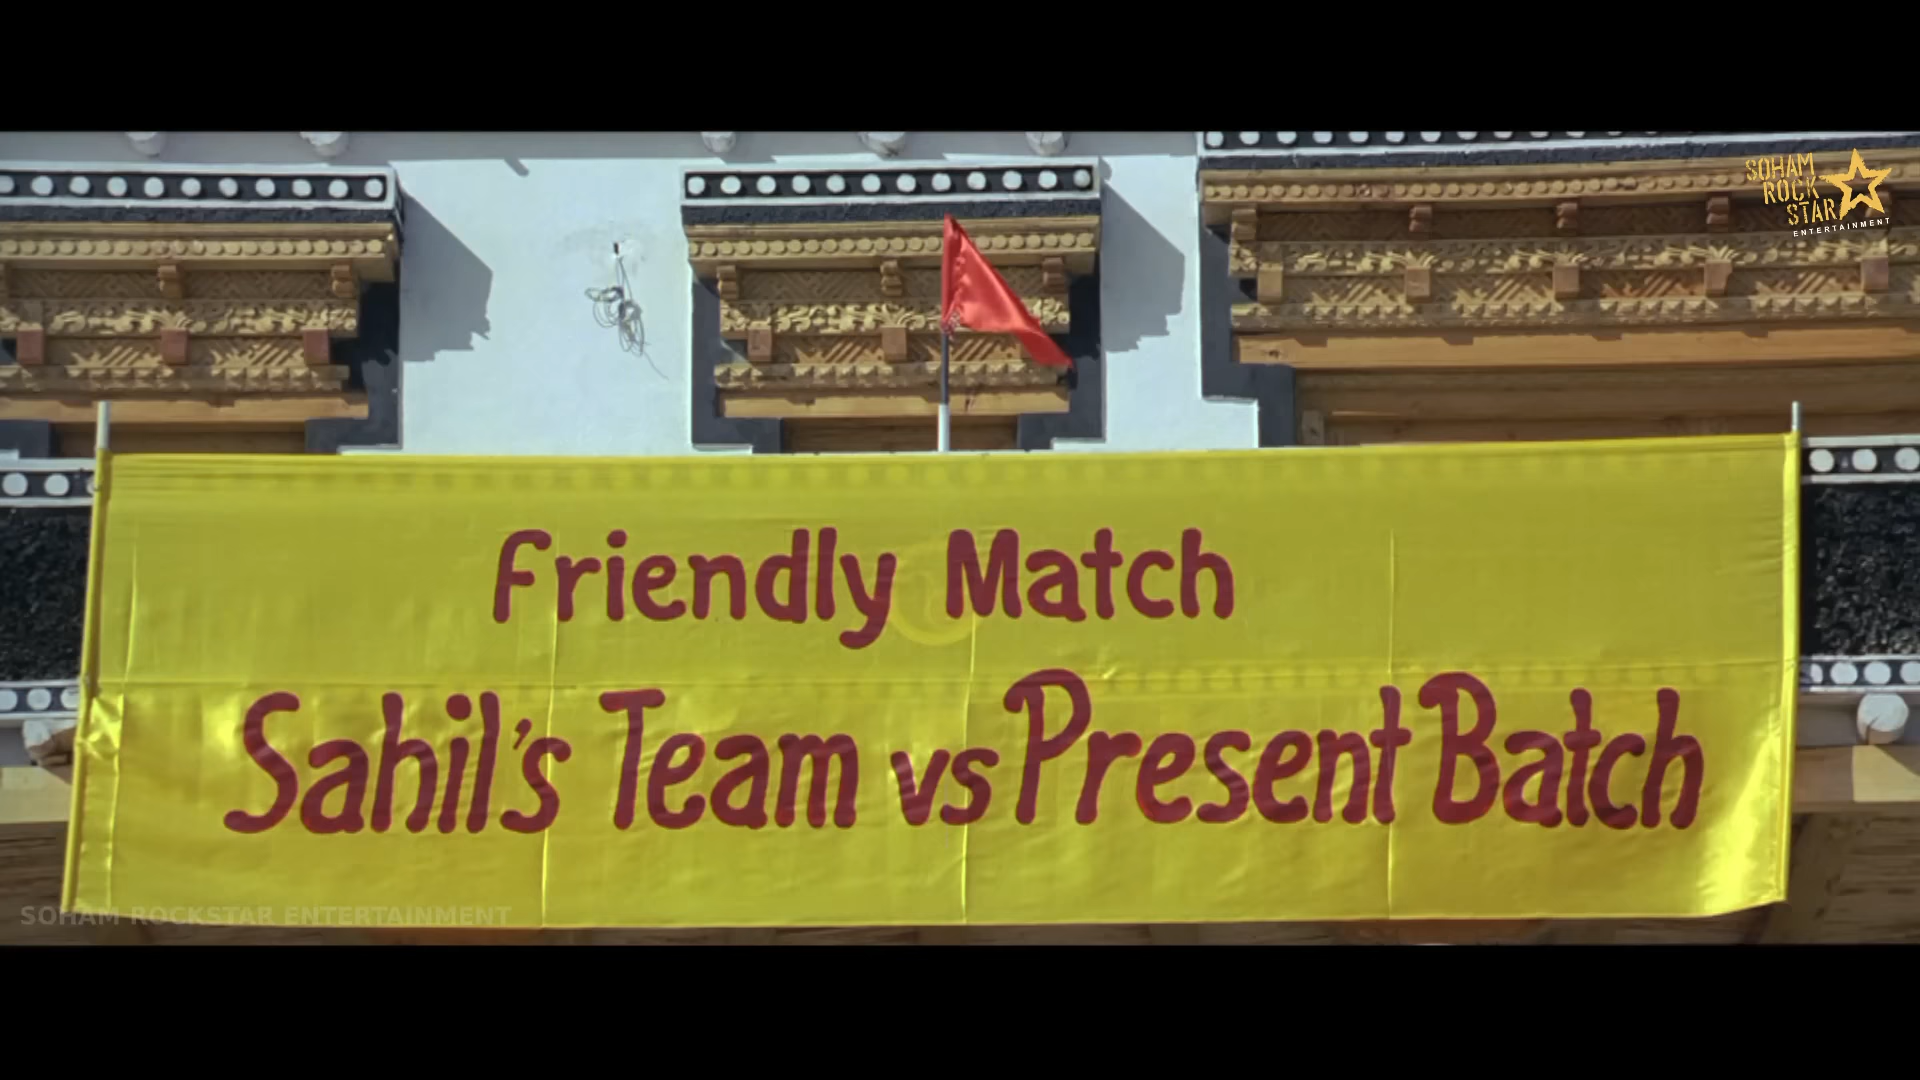 SOHAM
ROCK
STAR
ENTERTAINMENT
Friendly Match
Sahil's Team vs Present Batch
SOHAM ROCKSTAR ENTERTAINMENT